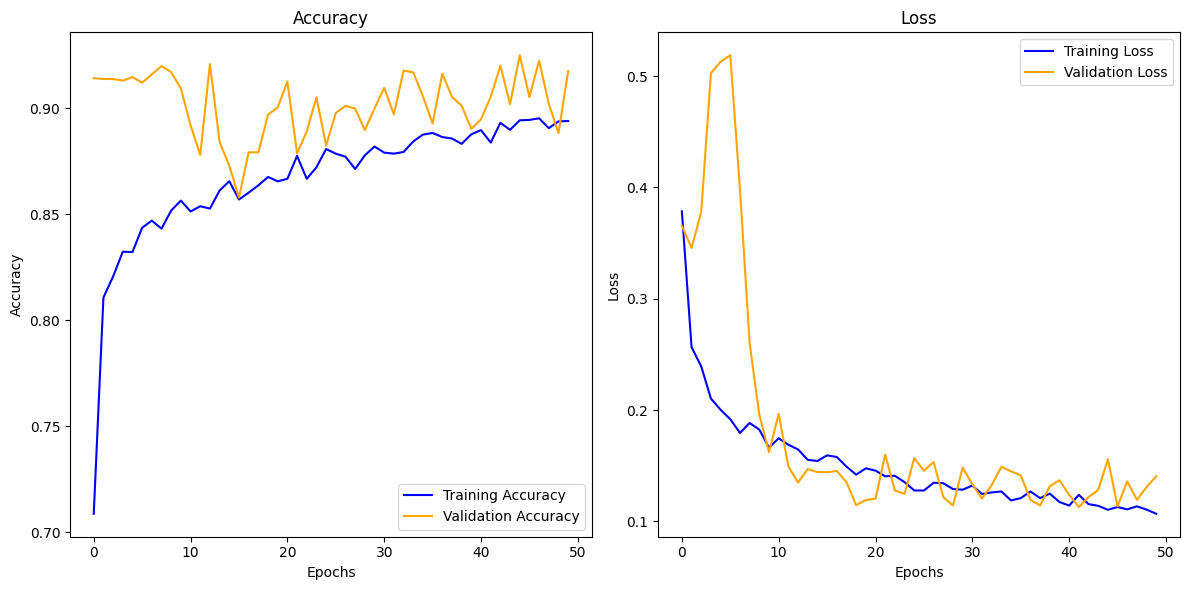 Accuracy
0.90
0.85
0.80
0.75
0.70
Accuracy
Training Accuracy
Validation Accuracy
0 10 20 30 40 50
Epochs
Loss
0.5
0.4
0.3
0.2
0.1
Loss
Training Loss
Validation Loss
0 10 20 30 40 50
Epochs